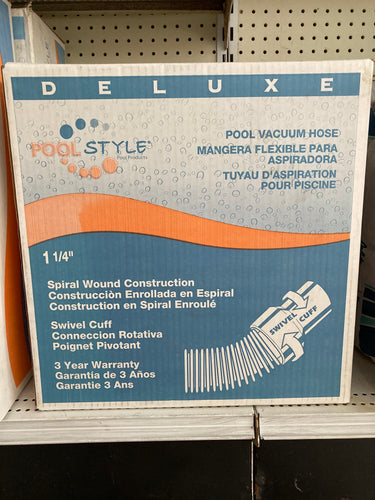 DELUXE
POOL STYLE®
Pool Products
POOL VACUUM HOSE
MANGERA FLEXIBLE PARA
ASPIRADORA
TUYAU D'ASPIRATION
POUR PISCINE
1 1/4"
Spiral Wound Construction
Construcciòn Enrollada en Espiral
Construction en Spiral Enroulé
Swivel Cuff
Conneccion Rotativa
Poignet Pivotant
3 Year Warranty
Garantia de 3 Años
Garantie 3 Ans
SWIVEL CUFF